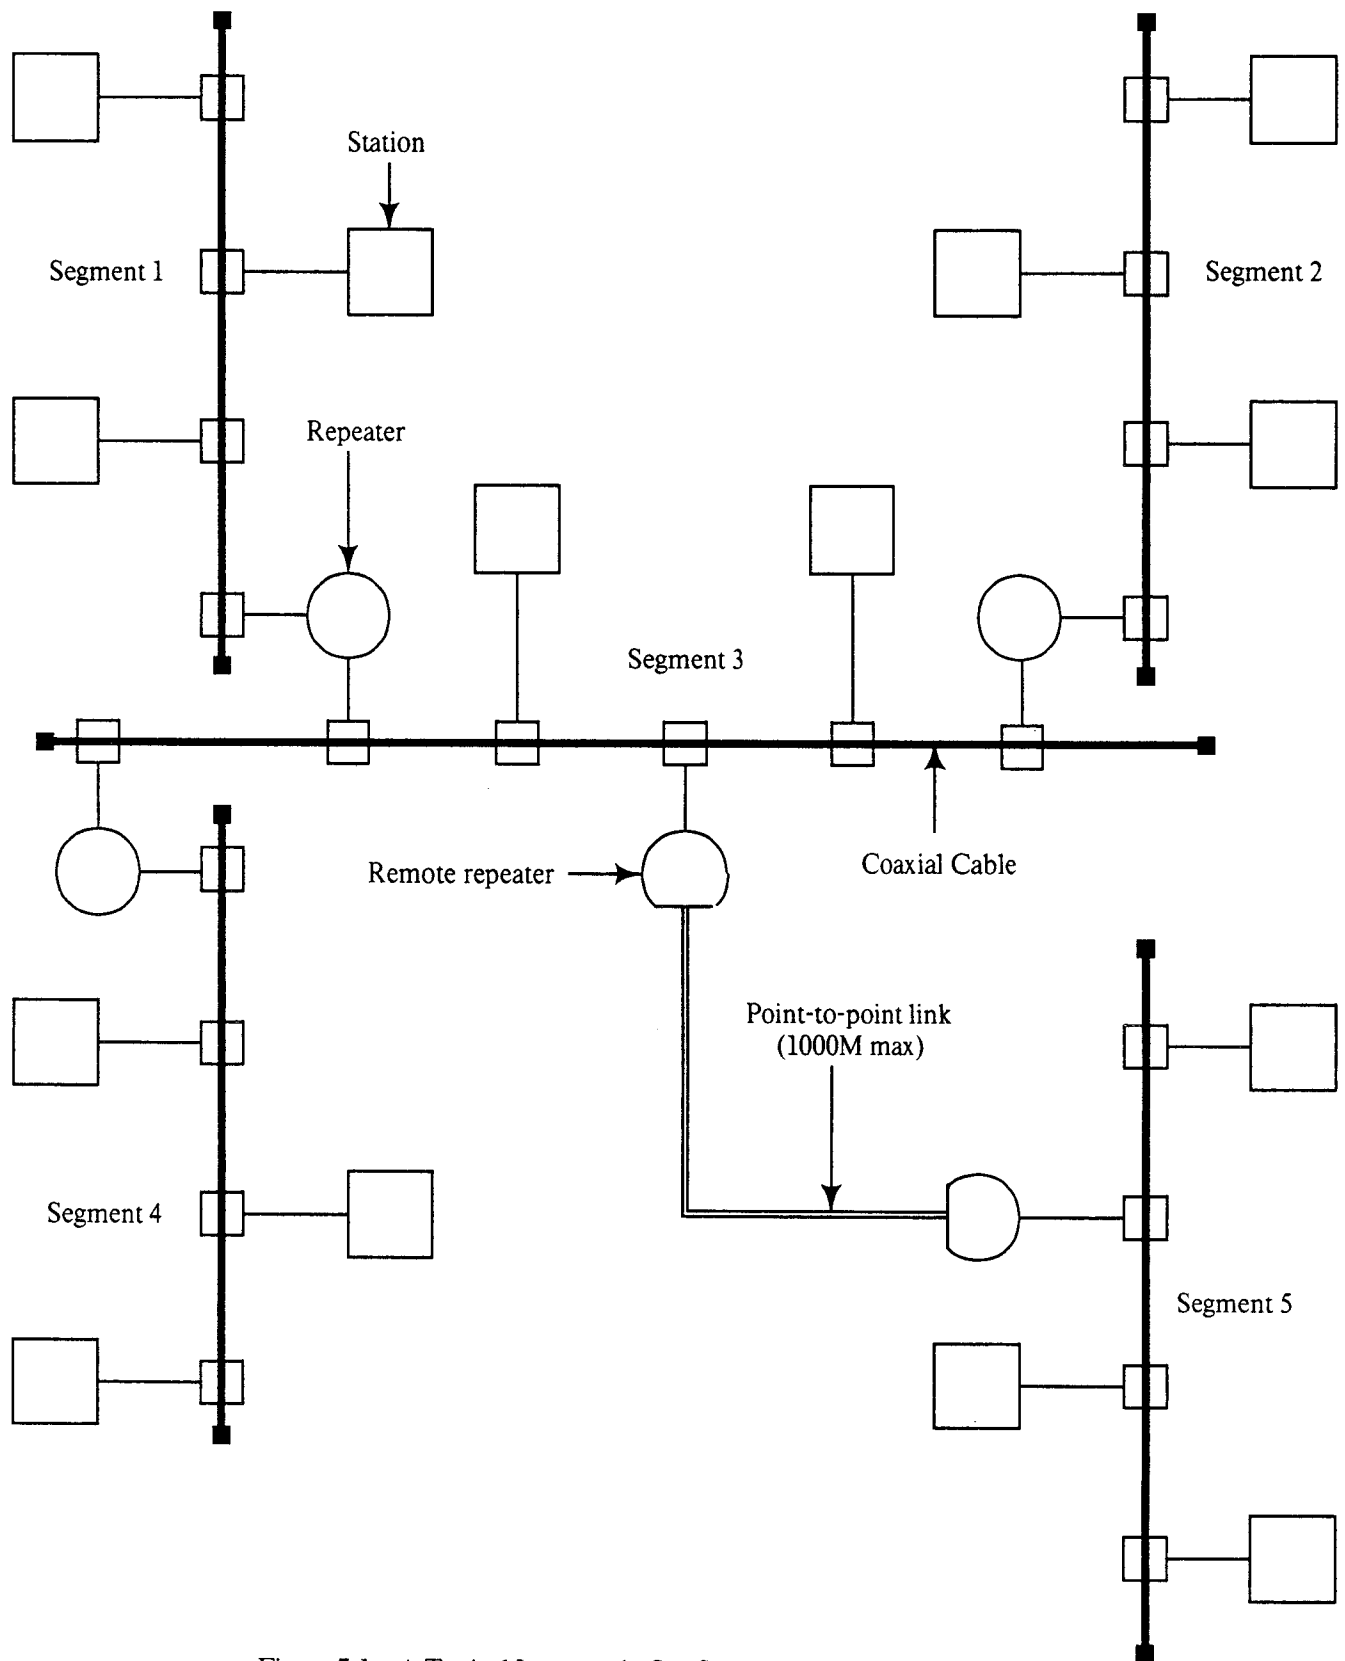 Station
Segment 1
Segment 2
Repeater
Segment 3
Remote repeater
Coaxial Cable
Point-to-point link
(1000M max)
Segment 4
Segment 5